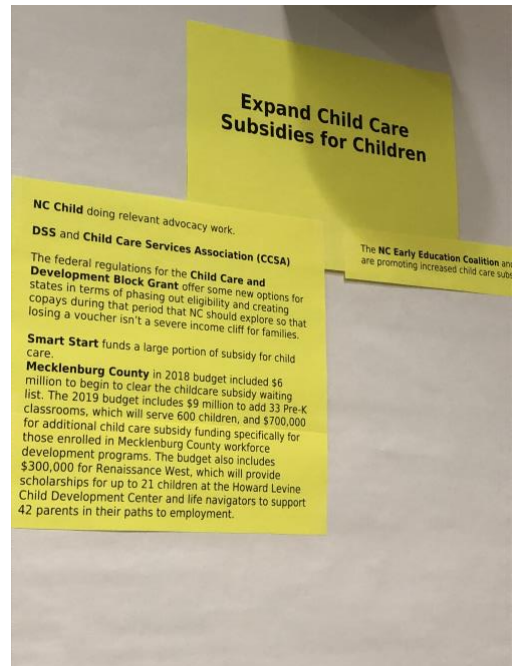 Expand Child Care
Subsidies for Children
NC Child doing relevant advocacy work.
DSS and Child Care Services Association (CCSA)
The federal regulations for the Child Care and
Development Block Grant offer some new options for
states in terms of phasing out eligibility and creating
copays during that period that NC should explore so that
losing a voucher isn't a severe income cliff for families.
Smart Start funds a large portion of subsidy for child
care.
Mecklenburg County in 2018 budget included $6
million to begin to clear the childcare subsidy waiting
list. The 2019 budget includes $9 million to add 33 Pre-K
classrooms, which will serve 600 children, and $700,000
for additional child care subsidy funding specifically for
those enrolled in Mecklenburg County workforce
development programs. The budget also includes
$300,000 for Renaissance West, which will provide
scholarships for up to 21 children at the Howard Levine
Child Development Center and life navigators to support
42 parents in their paths to employment.
The NC Early Education Coalition and
are promoting increased child care